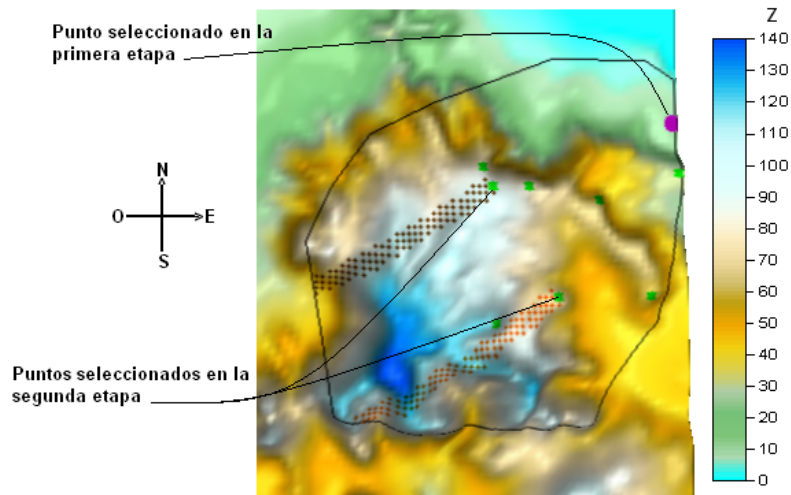 Punto seleccionado en la
primera etapa
N
O
E
S
Puntos seleccionados en la
segunda etapa
Z
140
130
120
110
100
90
80
70
60
50
40
30
20
10
0